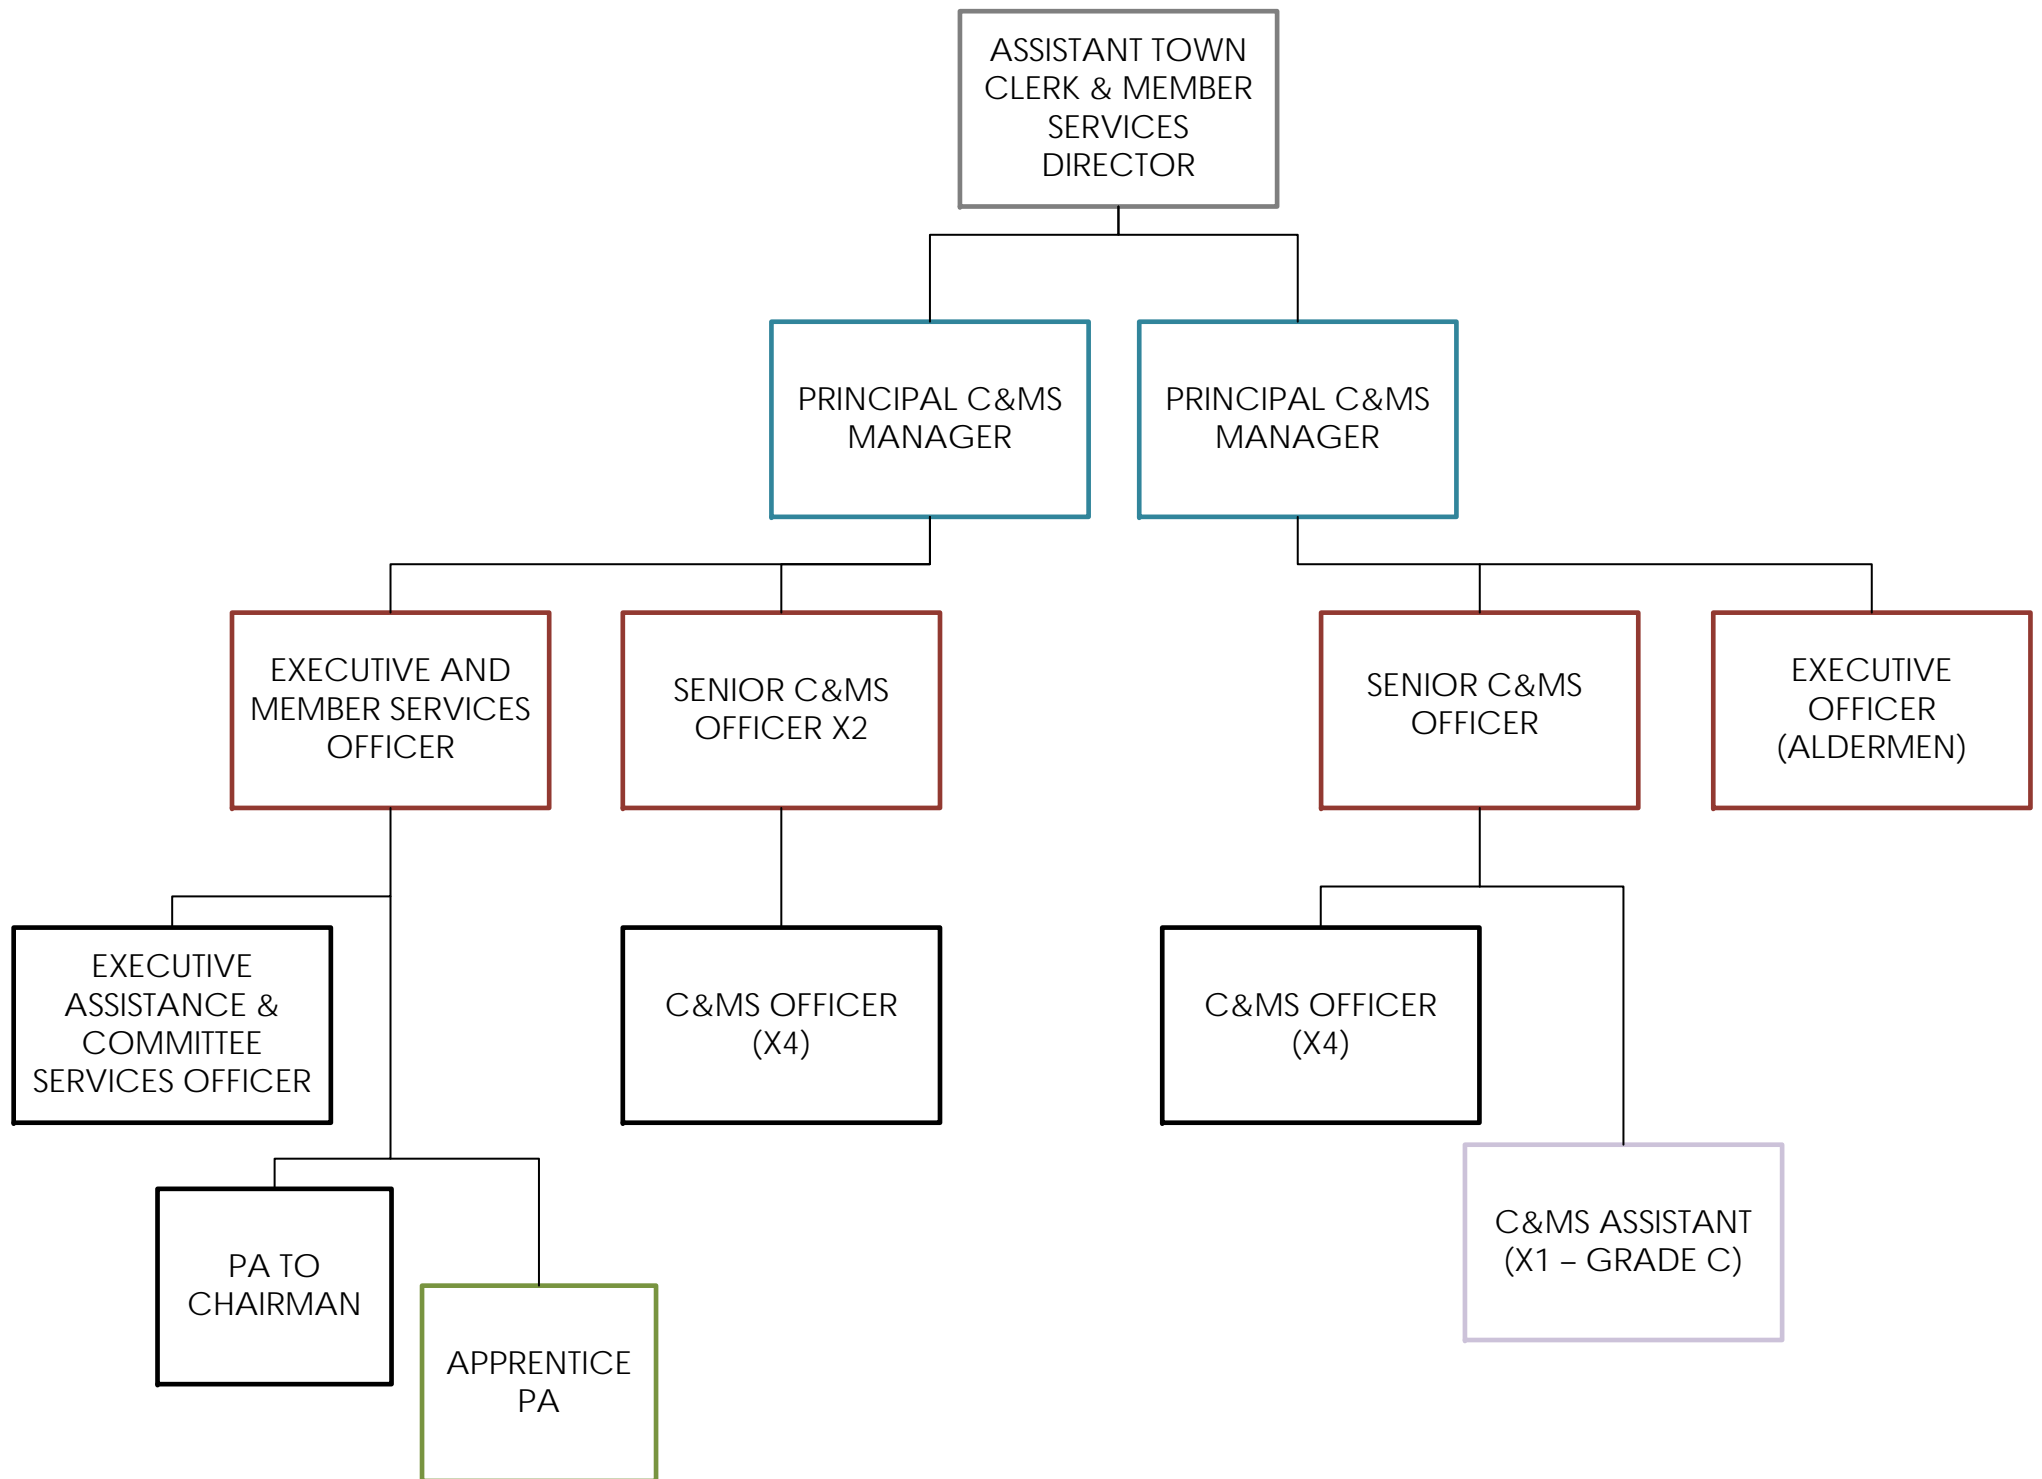 ASSISTANT TOWN
CLERK & MEMBER
SERVICES
DIRECTOR
PRINCIPAL C&MS
MANAGER
PRINCIPAL C&MS
MANAGER
EXECUTIVE AND
MEMBER SERVICES
OFFICER
SENIOR C&MS
OFFICER X2
SENIOR C&MS
OFFICER
EXECUTIVE
OFFICER
(ALDERMEN)
EXECUTIVE
ASSISTANCE &
COMMITTEE
SERVICES OFFICER
C&MS OFFICER
(X4)
C&MS OFFICER
(X4)
PA TO
CHAIRMAN
APPRENTICE
PA
C&MS ASSISTANT
(X1 – GRADE C)